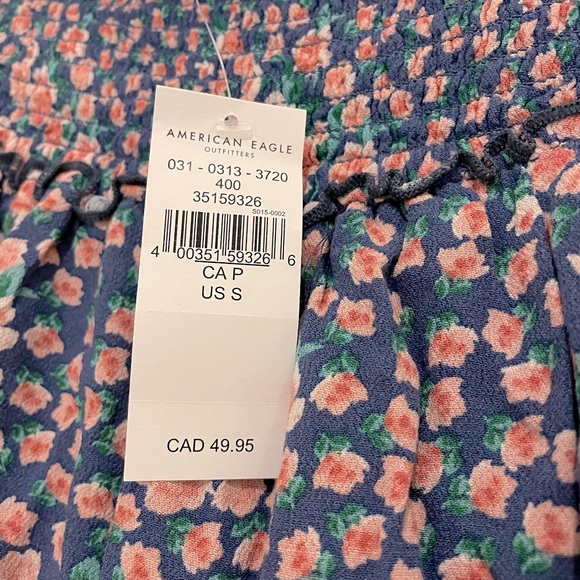 AMERICAN EAGLE
OUTFITTERS
031 - 0313 - 3720
400
35159326
S015-0002
4 00351 59326 6
CA P
US S
CAD 49.95